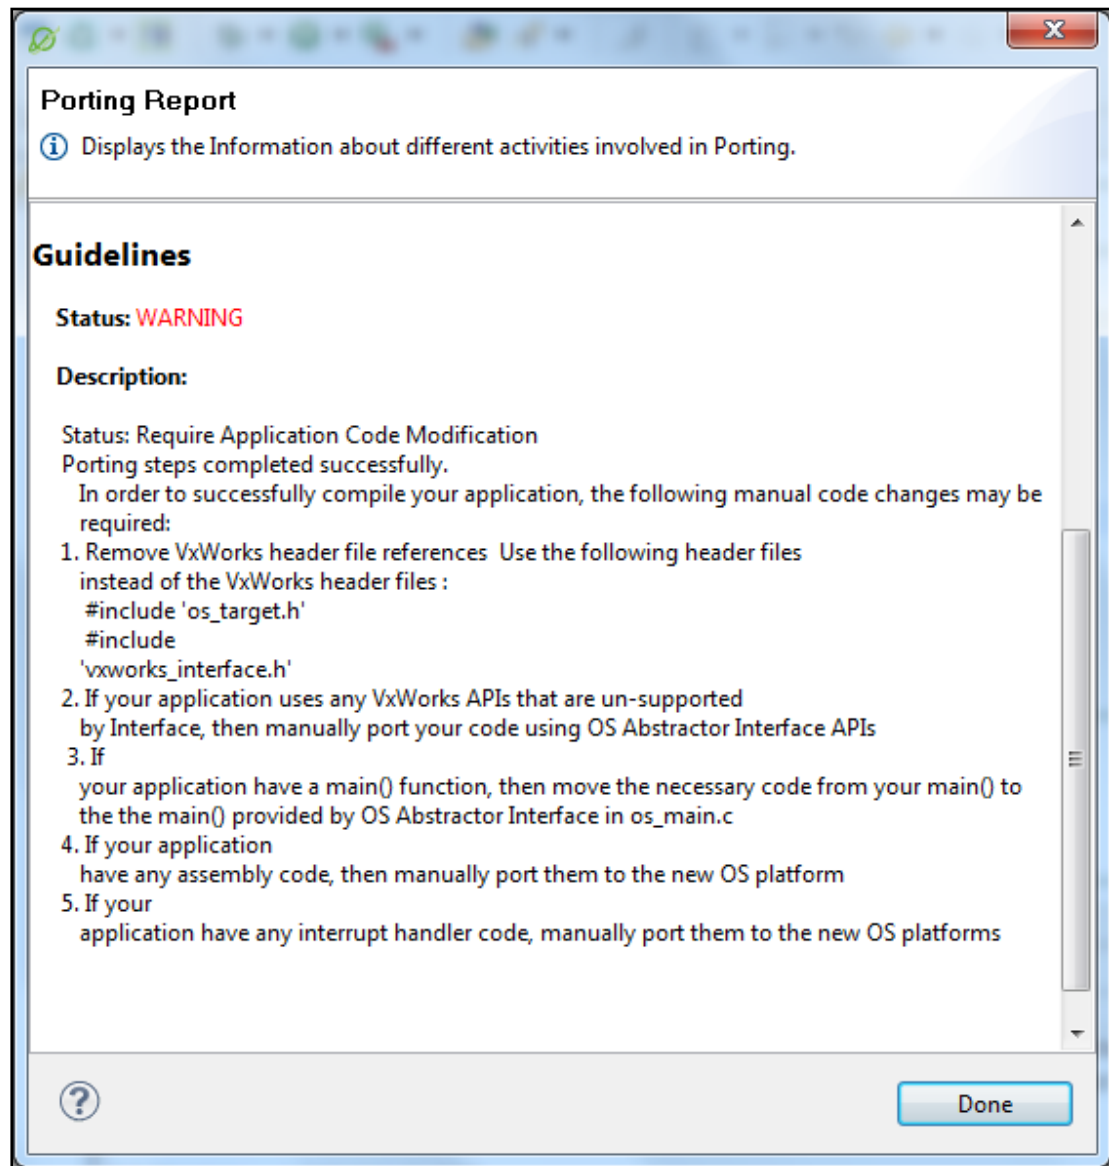 Porting Report
Displays the Information about different activities involved in Porting.
Guidelines
Status: WARNING
Description:
Status: Require Application Code Modification
Porting steps completed successfully.
In order to successfully compile your application, the following manual code changes may be
required:
1. Remove VxWorks header file references  Use the following header files
instead of the VxWorks header files :
#include 'os_target.h'
#include
'vxworks_interface.h'
2. If your application uses any VxWorks APIs that are un-supported
by Interface, then manually port your code using OS Abstractor Interface APIs
3. If
your application have a main() function, then move the necessary code from your main() to
the the main() provided by OS Abstractor Interface in os_main.c
4. If your application
have any assembly code, then manually port them to the new OS platform
5. If your
application have any interrupt handler code, manually port them to the new OS platforms
Done